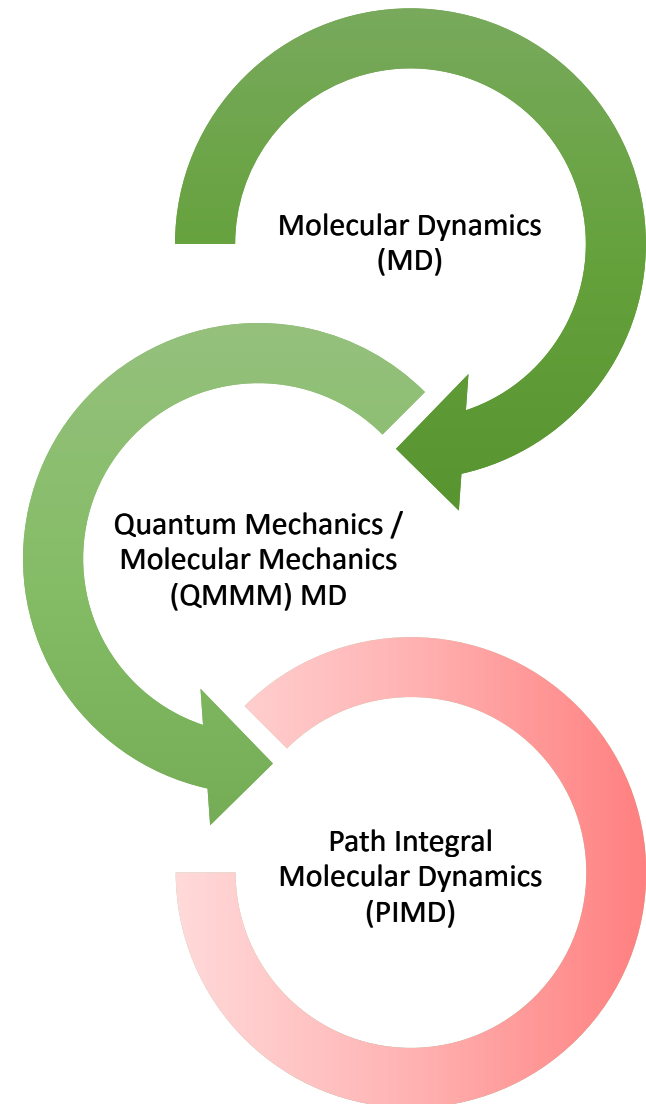 Molecular Dynamics
(MD)
Quantum Mechanics /
Molecular Mechanics
(QMMM) MD
Path Integral
Molecular Dynamics
(PIMD)